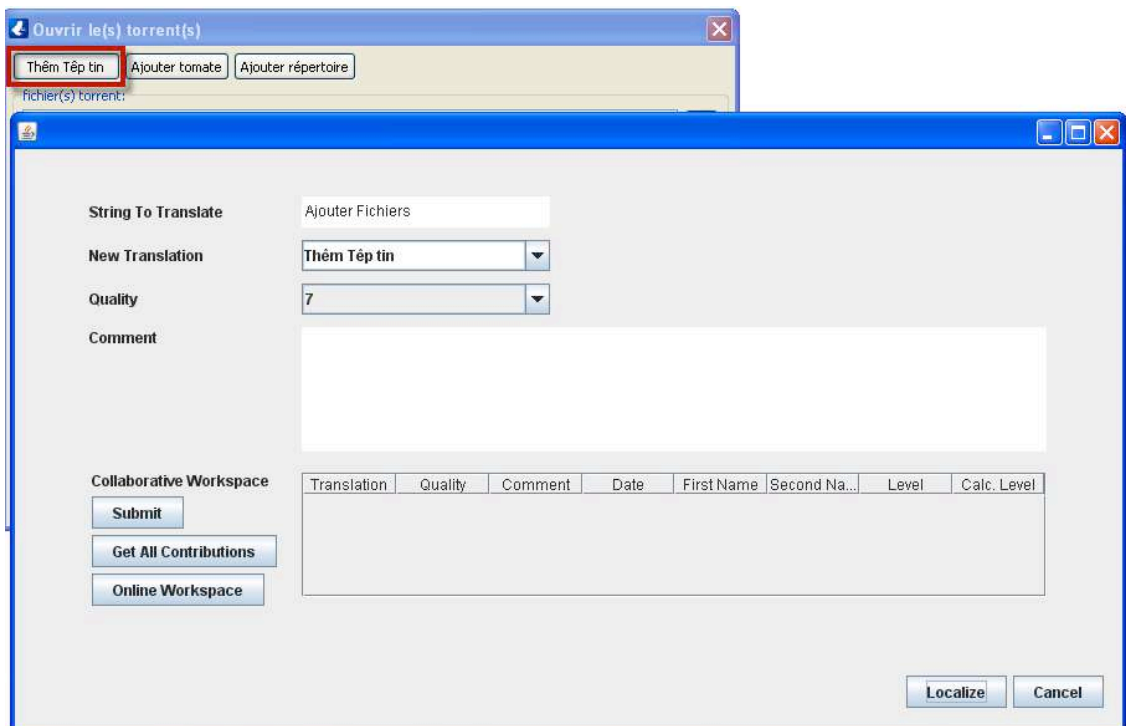 Ouvrir le(s) torrent(s)
Thêm Têp tin Ajouter tomate Ajouter répertoire
fichier(s) torrent:
String To Translate Ajouter Fichiers
New Translation Thêm Têp tin
Quality 7
Comment
Collaborative Workspace
Translation Quality Comment Date First Name Second Na... Level Calc. Level
Submit
Get All Contributions
Online Workspace
Localize Cancel